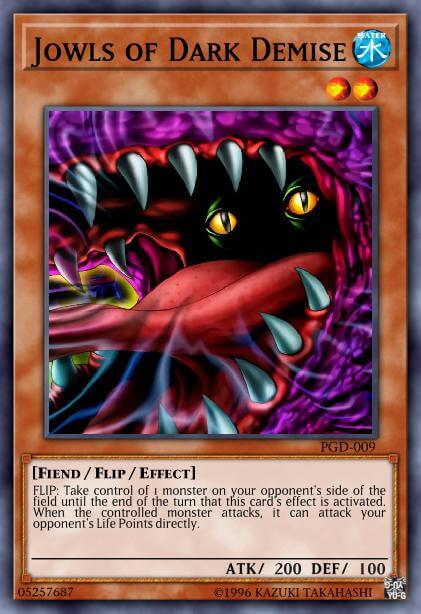 JOWLS OF DARK DEMISE
WATER
水
PGD-009
[FIEND / FLIP / EFFECT]
FLIP: Take control of 1 monster on your opponent's side of the
field until the end of the turn that this card's effect is activated.
When the controlled monster attacks, it can attack your
opponent's Life Points directly.
ATK/ 200 DEF/ 100
05257687
©1996 KAZUKI TAKAHASHI